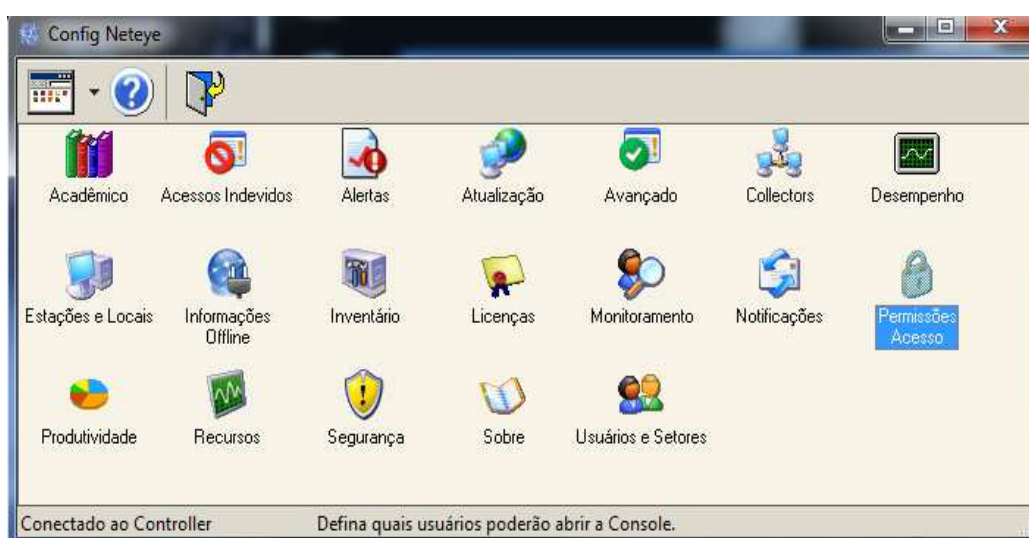 Config Neteye
Acadêmico
Acessos Indevidos
Alertas
Atualização
Avançado
Collectors
Desempenho
Estações e Locais
Informações
Offline
Inventário
Licenças
Monitoramento
Notificações
Permissões
Acesso
Produtividade
Recursos
Segurança
Sobre
Usuários e Setores
Conectado ao Controller
Defina quais usuários poderão abrir a Console.